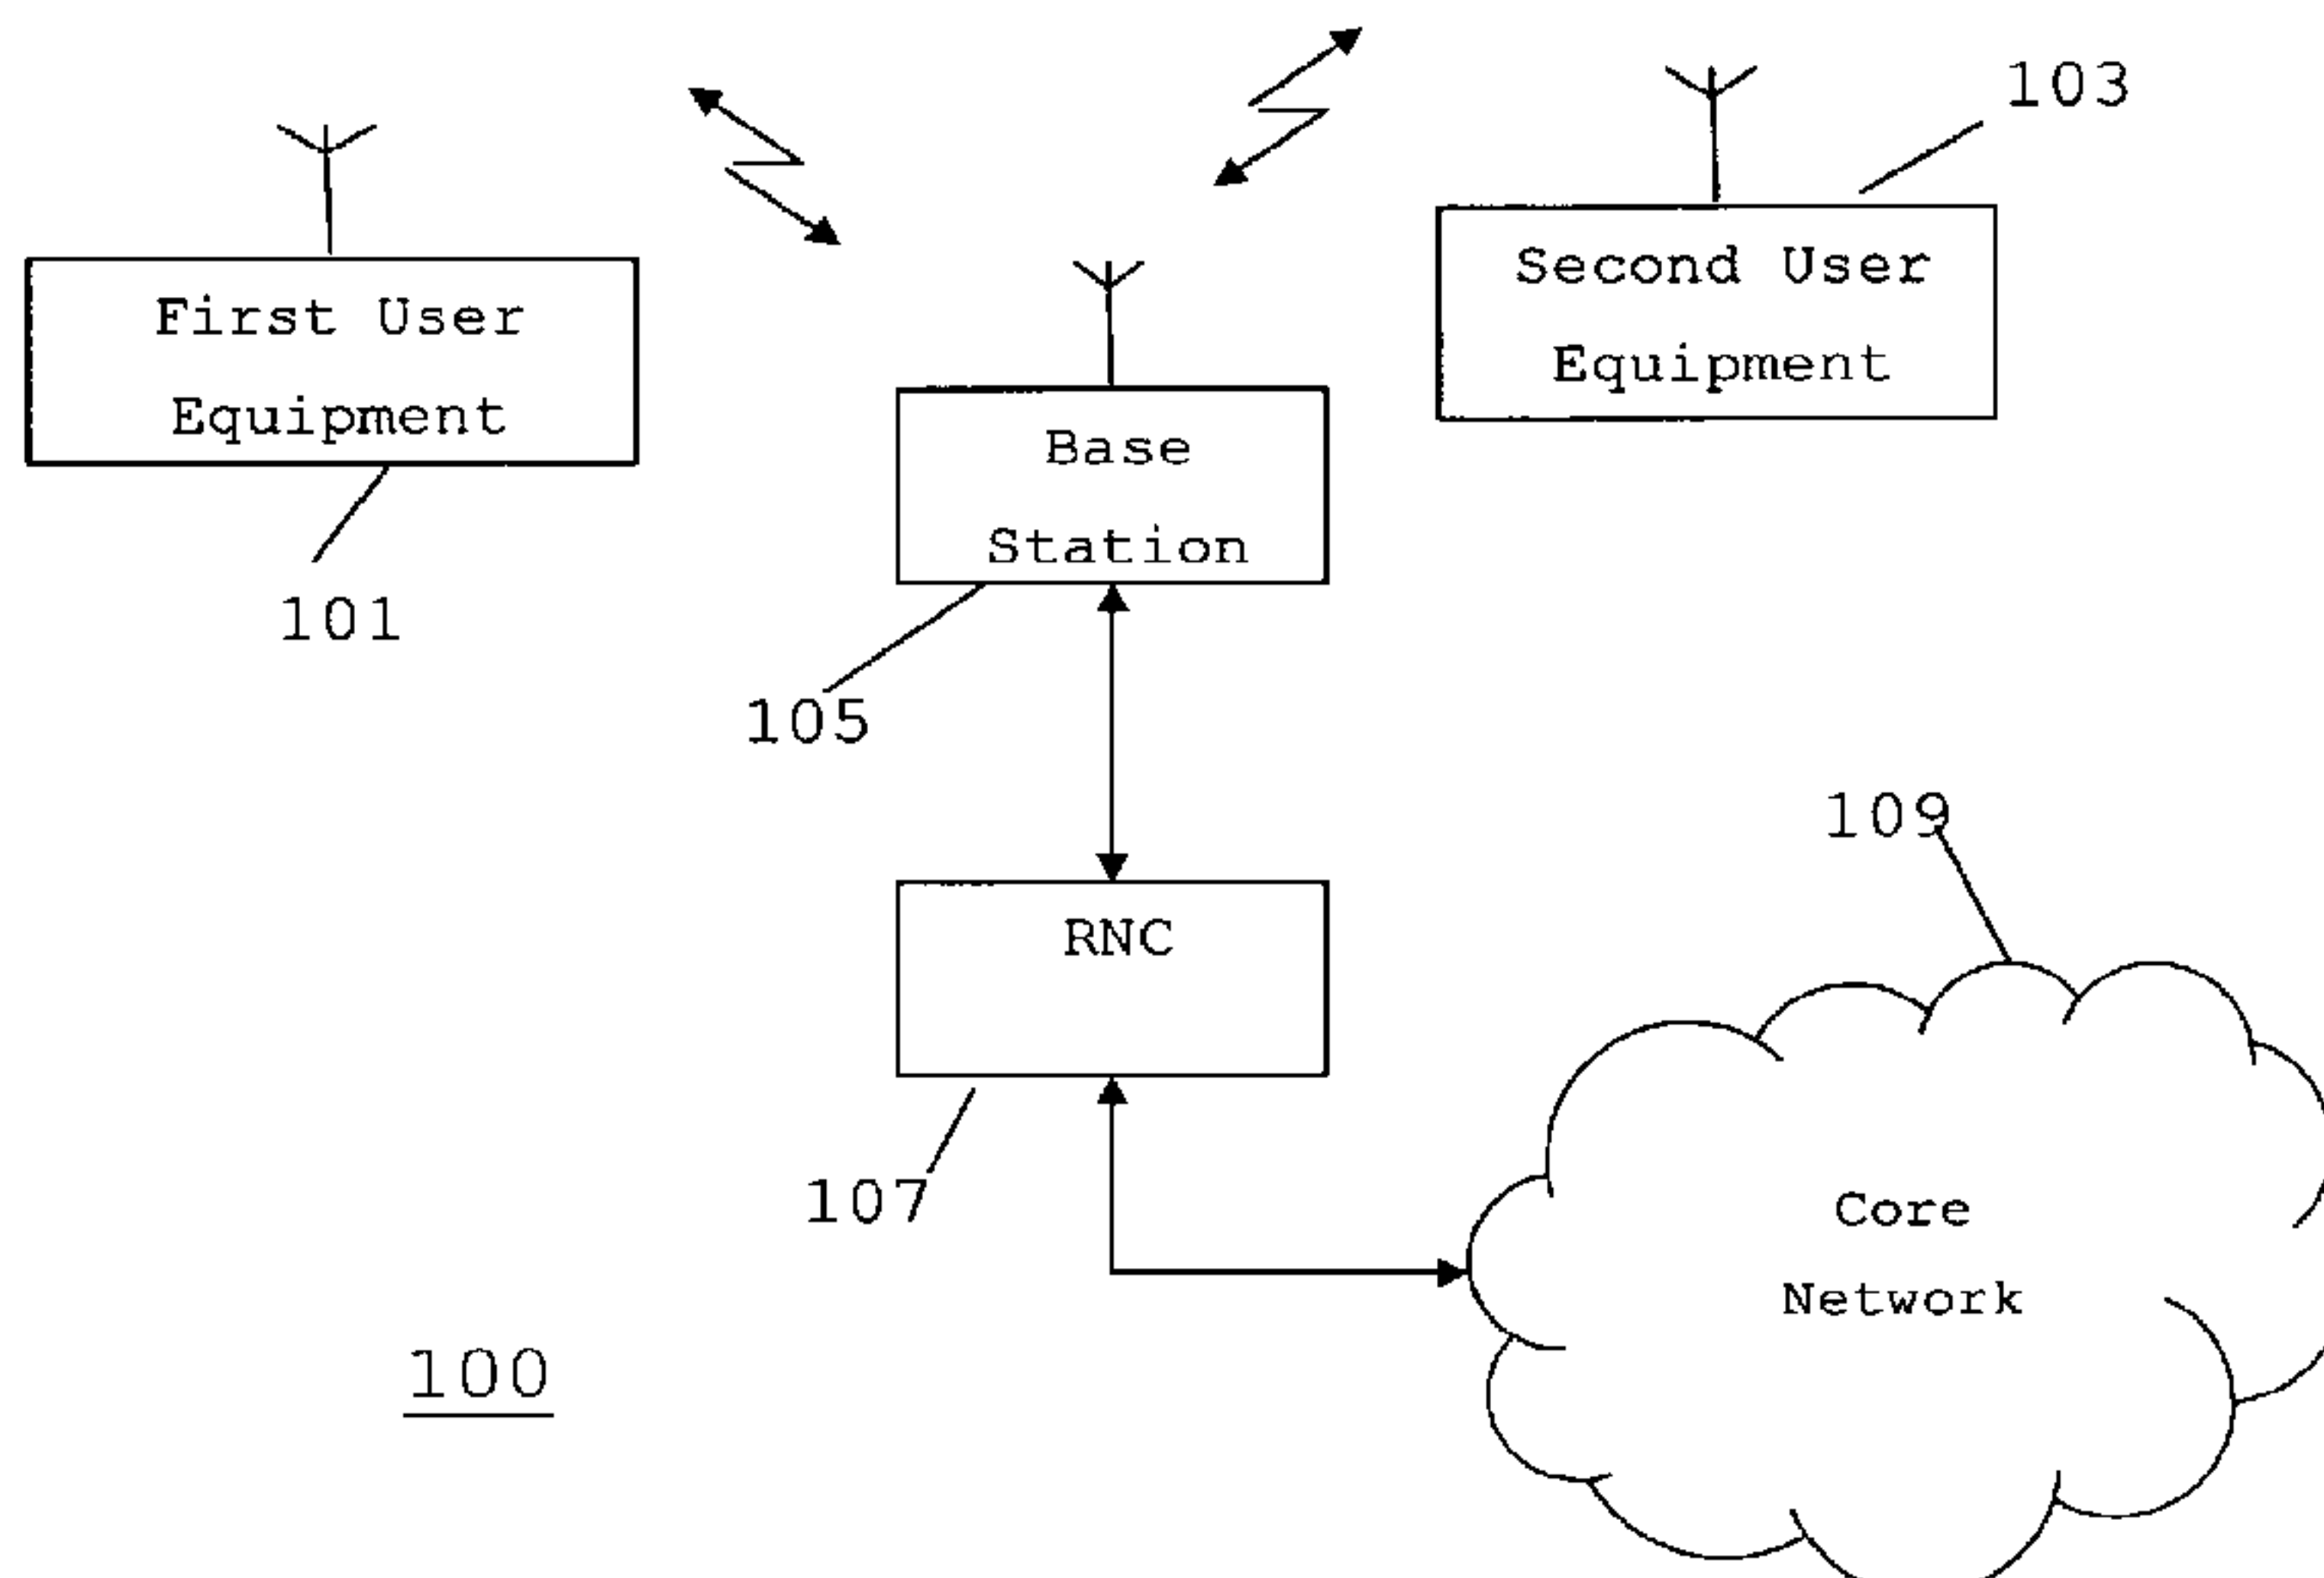 103
First User
Equipment
Second User
Equipment
Base
Station
101
105
109
RNC
107
Core
Network
100